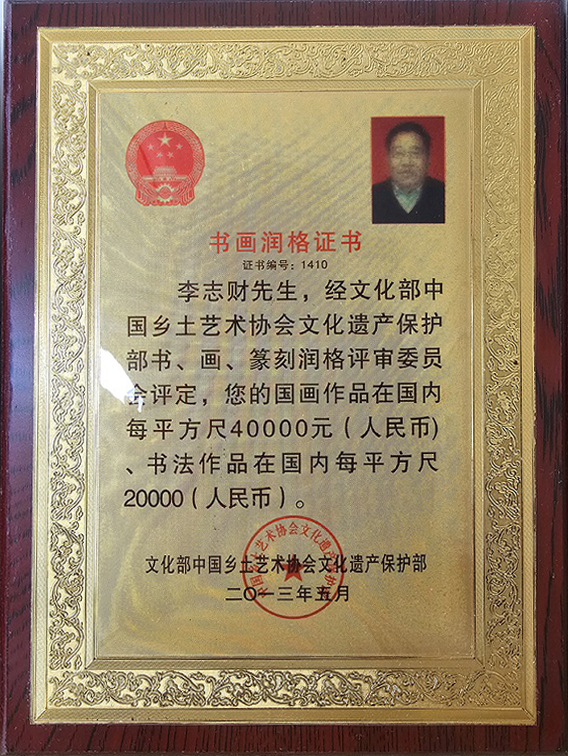 书画润格证书
证书编号：1410
李志财先生，经文化部中
国乡土艺术协会文化遗产保护
部书、画、篆刻润格评审委员
会评定，您的国画作品在国内
每平方尺40000元（人民币）
、书法作品在国内每平方尺
20000（人民币）。
文化部中国乡土艺术协会文化遗产保护部
二〇一三年五月